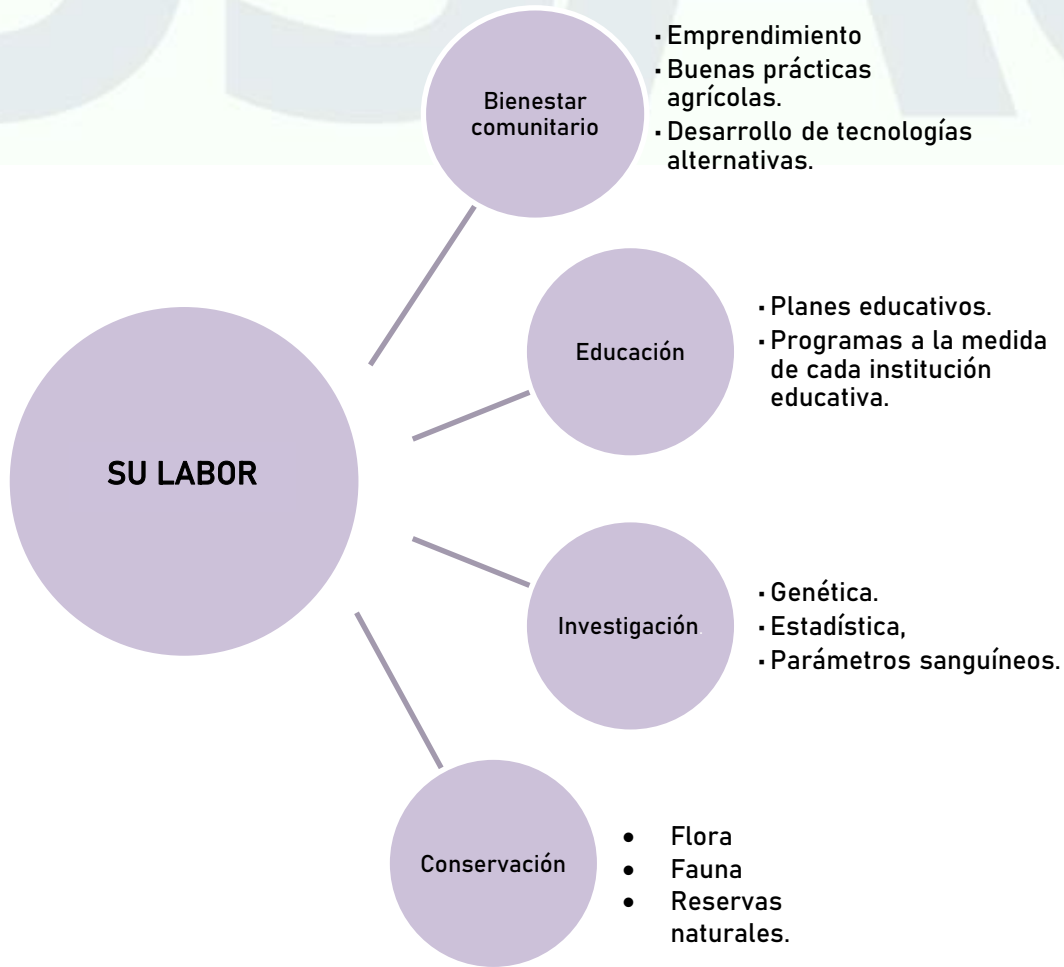 Bienestar
comunitario
▪ Emprendimiento
▪ Buenas prácticas
agrícolas.
▪ Desarrollo de tecnologías
alternativas.
Educación
▪ Planes educativos.
▪ Programas a la medida
de cada institución
educativa.
SU LABOR
Investigación.
▪ Genética.
▪ Estadística,
▪ Parámetros sanguíneos.
Conservación
• Flora
• Fauna
• Reservas
naturales.